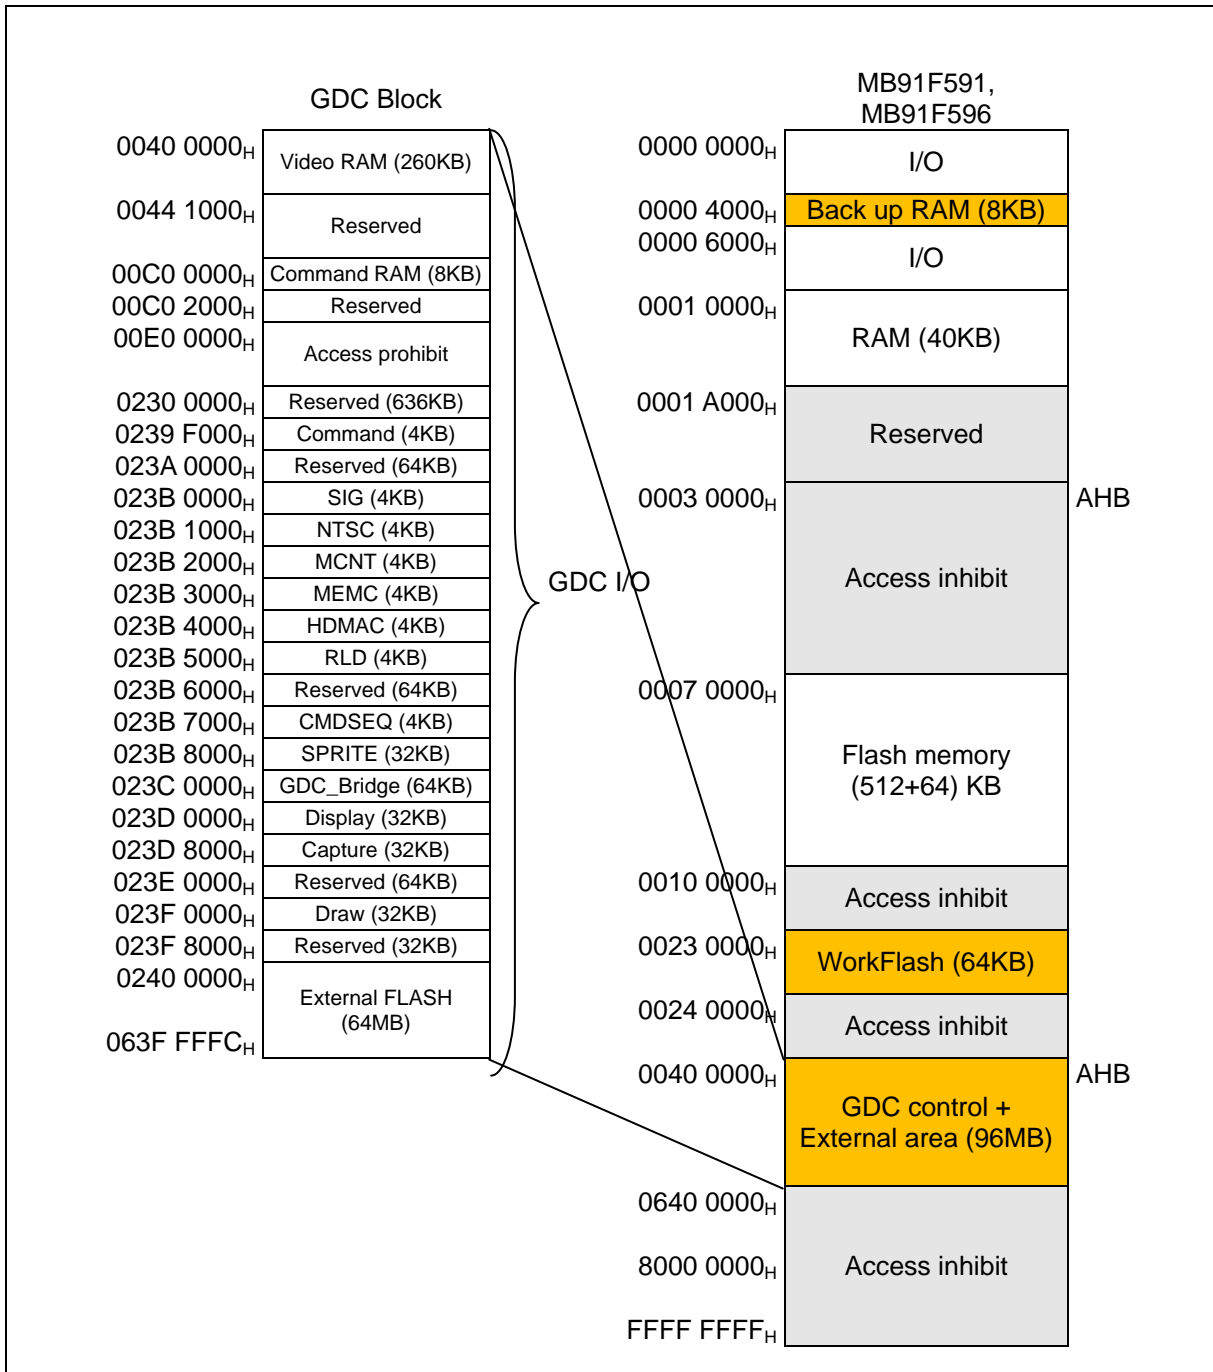 GDC Block
0040 0000H
Video RAM (260KB)
0044 1000H
Reserved
00C0 0000H
Command RAM (8KB)
00C0 2000H
Reserved
00E0 0000H
Access prohibit
0230 0000H
Reserved (636KB)
0239 F000H
Command (4KB)
023A 0000H
Reserved (64KB)
023B 0000H
SIG (4KB)
023B 1000H
NTSC (4KB)
023B 2000H
MCNT (4KB)
023B 3000H
MEMC (4KB)
023B 4000H
HDMAC (4KB)
023B 5000H
RLD (4KB)
023B 6000H
Reserved (64KB)
023B 7000H
CMDSEQ (4KB)
023B 8000H
SPRITE (32KB)
023C 0000H
GDC_Bridge (64KB)
023D 0000H
Display (32KB)
023D 8000H
Capture (32KB)
023E 0000H
Reserved (64KB)
023F 0000H
Draw (32KB)
023F 8000H
Reserved (32KB)
0240 0000H
External FLASH
(64MB)
063F FFFCH
GDC I/O
MB91F591,
MB91F596
0000 0000H
I/O
0000 4000H
Back up RAM (8KB)
0000 6000H
I/O
0001 0000H
RAM (40KB)
0001 A000H
Reserved
0003 0000H
AHB
Access inhibit
0007 0000H
Flash memory
(512+64) KB
0010 0000H
Access inhibit
0023 0000H
WorkFlash (64KB)
0024 0000H
Access inhibit
0040 0000H
AHB
GDC control +
External area (96MB)
0640 0000H
Access inhibit
8000 0000H
FFFF FFFFH